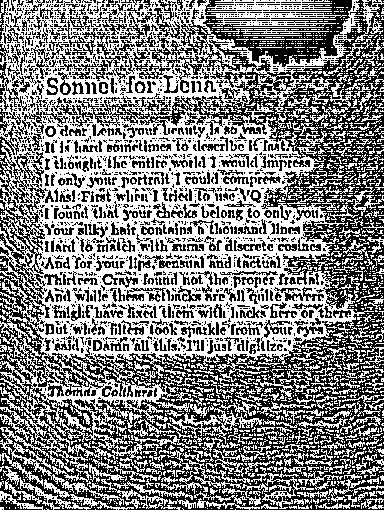 Sonnet for Lena
O dear Lena, your beauty is so vast
It is hard sometimes to describe it fast.
I thought the entire world I would impress
If only your portrait I could compress.
Alas! First when I tried to use VQ
I found that your cheeks belong to only you.
Your silky hair contains a thousand lines
Hard to match with sums of discrete cosines.
And for your lips, sensual and tactual
Thirteen Crays found not the proper fractal.
And while these setbacks are all quite severe
I might have fixed them with hacks here or there
But when filters took sparkle from your eyes
I said, 'Damn all this. I'll just digitize.'
Thomas Colthurst